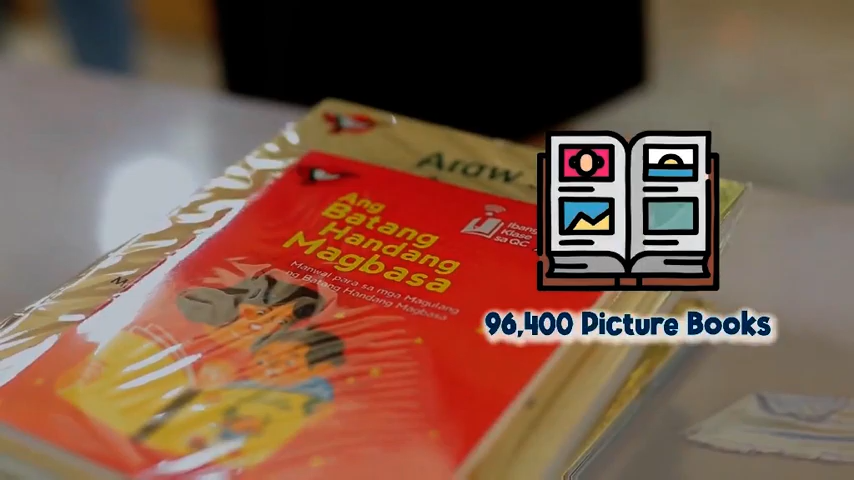 Araw
Ang
Batang
Handang
Magbasa
Manwal para sa mga Magulang
ng Batang Handang Magbasa
Ibang
Klase
sa QC
96,400 Picture Books